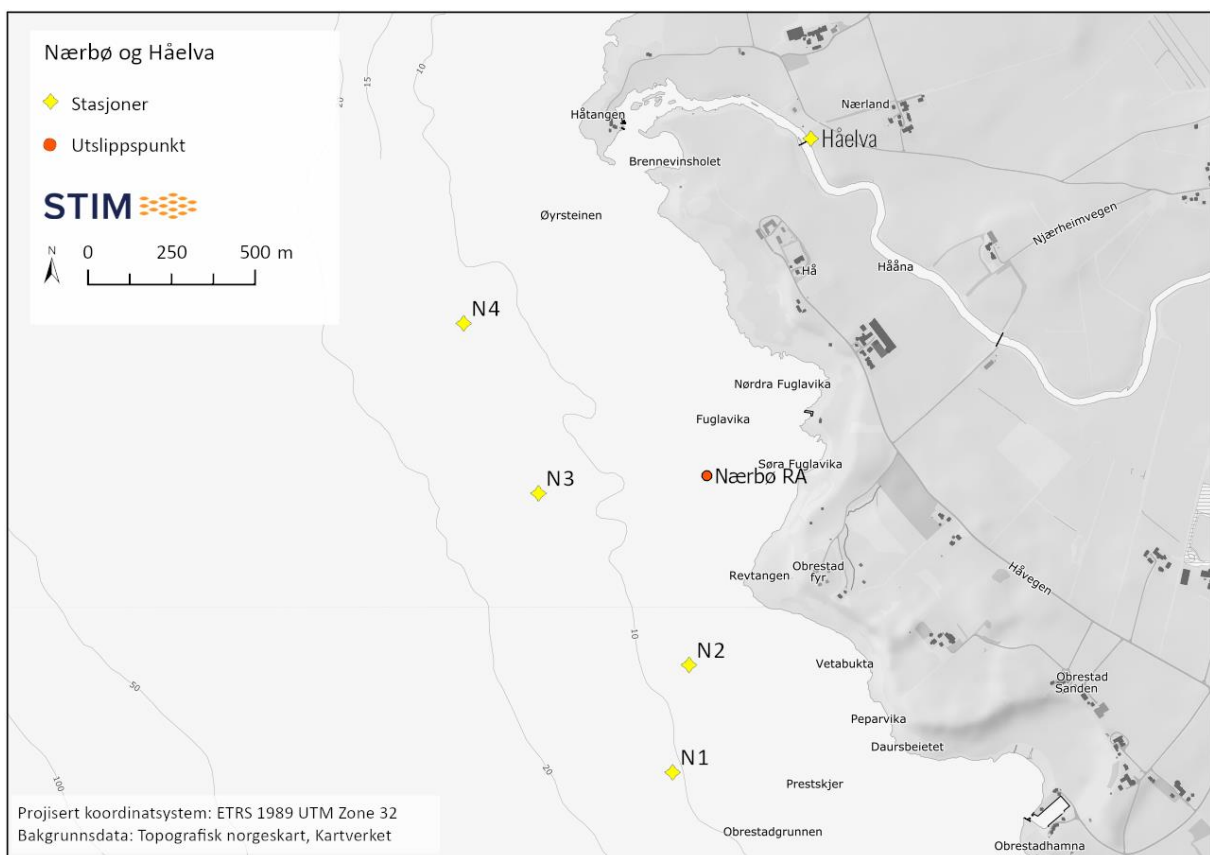 Nærbø og Håelva
Stasjoner
Utslippspunkt
STIM
N
0 250 500 m
15
10
Håtangen
Nærland
Håelva
Brennevinsholet
Øyrsteinen
Njærheimvegen
Hååna
Hå
N4
Nørdra Fuglavika
Fuglavika
Søra Fuglavika
Nærbø RA
N3
Revtangen
Obrestad
fyr
Håvegen
10
N2
Vetabukta
Obrestad
Sanden
50
Peparvika
Daursbeietet
20
N1
Prestskjer
100
Obrestadgrunnen
Obrestadhamna
Projisert koordinatsystem: ETRS 1989 UTM Zone 32
Bakgrunnsdata: Topografisk norgeskart, Kartverket